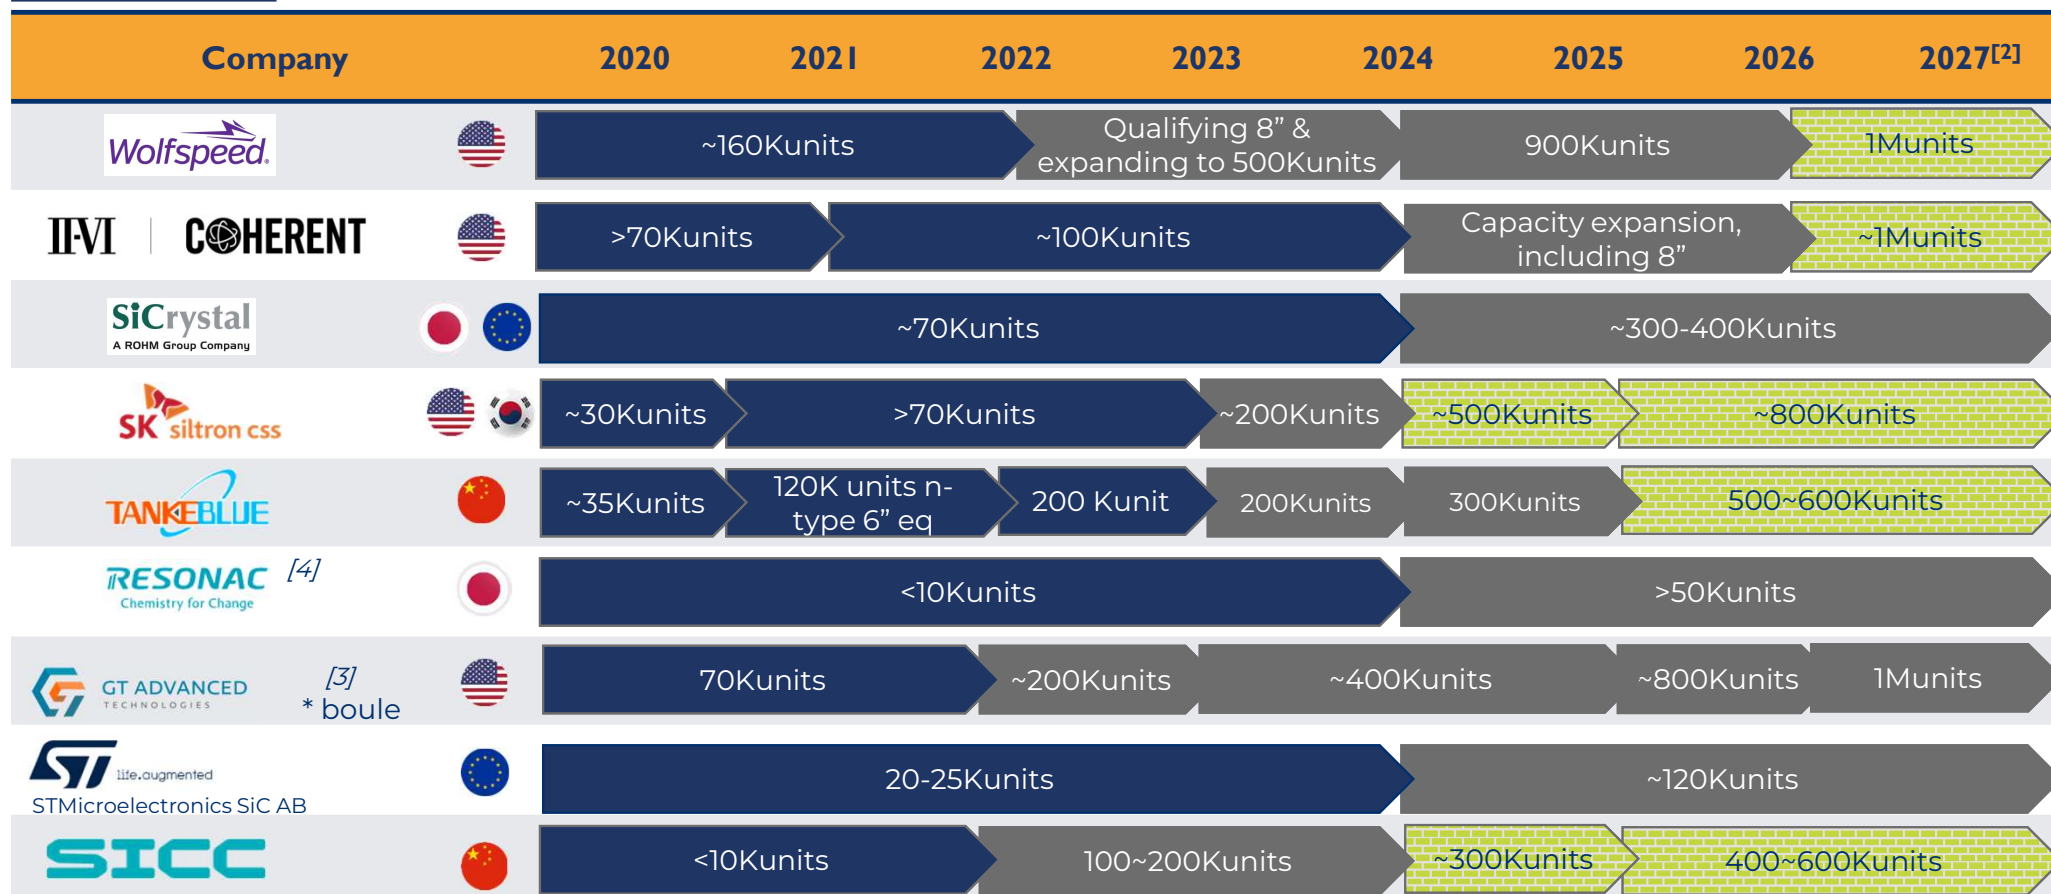 Company 2020 2021 2022 2023 2024 2025 2026 2027[2]
Wolfspeed.
~160Kunits
Qualifying 8” &
expanding to 500Kunits
900Kunits
1Munits
II-VI | COHERENT
>70Kunits
~100Kunits
Capacity expansion,
including 8”
~1Munits
SiCrystal
A ROHM Group Company
~70Kunits
~300-400Kunits
SK siltron css
~30Kunits
>70Kunits
~200Kunits
~500Kunits
~800Kunits
TANKEBLUE
~35Kunits
120K units n-
type 6” eq
200 Kunit
200Kunits
300Kunits
500~600Kunits
RESONAC [4]
Chemistry for Change
<10Kunits
>50Kunits
GT ADVANCED
TECHNOLOGIES
[3]
* boule
70Kunits
~200Kunits
~400Kunits
~800Kunits
1Munits
ST life.augmented
STMicroelectronics SiC AB
20-25Kunits
~120Kunits
SICC
<10Kunits
100~200Kunits
~300Kunits
400~600Kunits